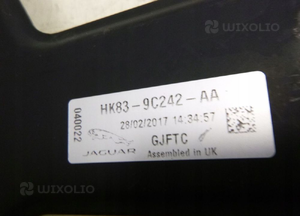 WIXOLIO
040022
HK83-9C242-AA
28/02/2017 14:34:57
JAGUAR
GJFTC
Assembled in UK
WIXOLIO